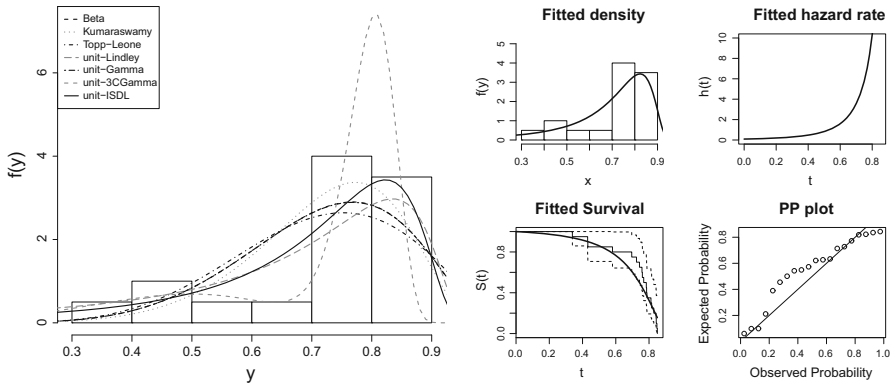 Beta
Kumaraswamy
Topp−Leone
unit−Lindley
unit−Gamma
unit−3CGamma
unit−ISDL
f(y)
0 2 4 6
0.3 0.4 0.5 0.6 0.7 0.8 0.9
y
Fitted density
f(y)
0 1 2 3 4 5
0.3 0.5 0.7 0.9
x
Fitted hazard rate
h(t)
0 2 4 6 8 10
0.0 0.2 0.4 0.6 0.8
t
Fitted Survival
S(t)
0.0 0.4 0.8
0.0 0.2 0.4 0.6 0.8
t
PP plot
Expected Probability
0.2 0.4 0.6 0.8
0.0 0.2 0.4 0.6 0.8 1.0
Observed Probability